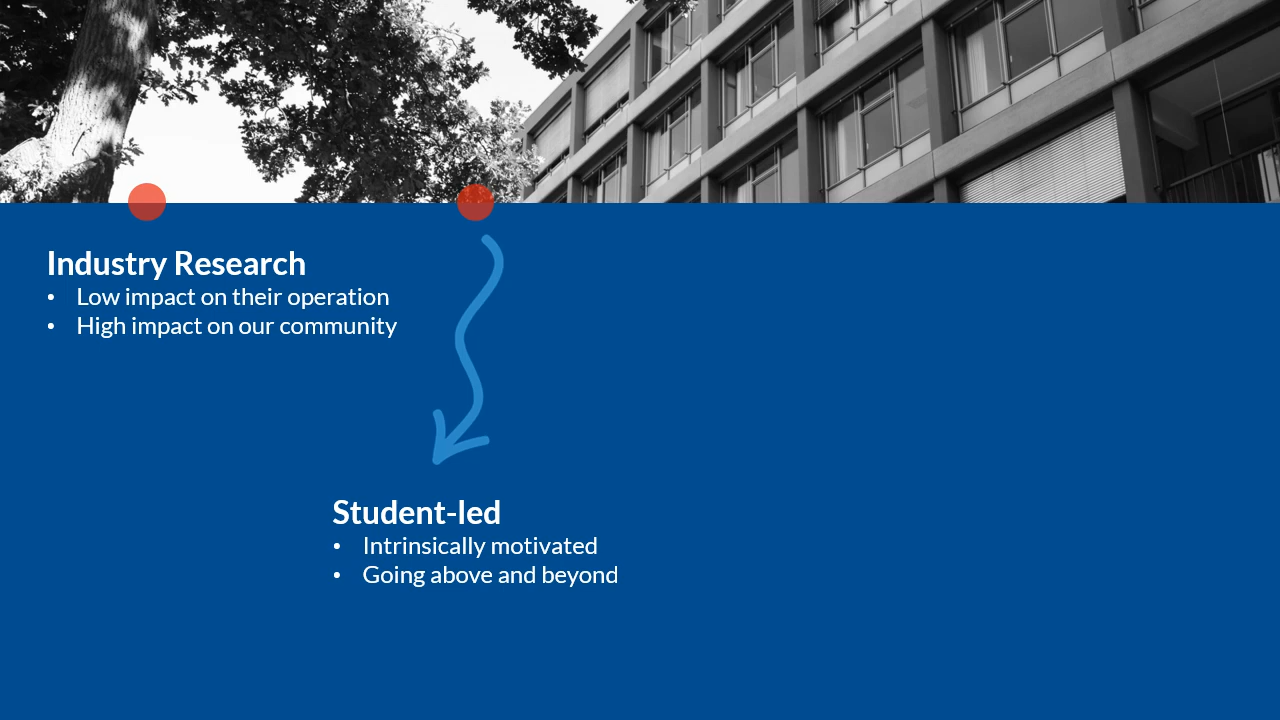 Industry Research
• Low impact on their operation
• High impact on our community
Student-led
• Intrinsically motivated
• Going above and beyond